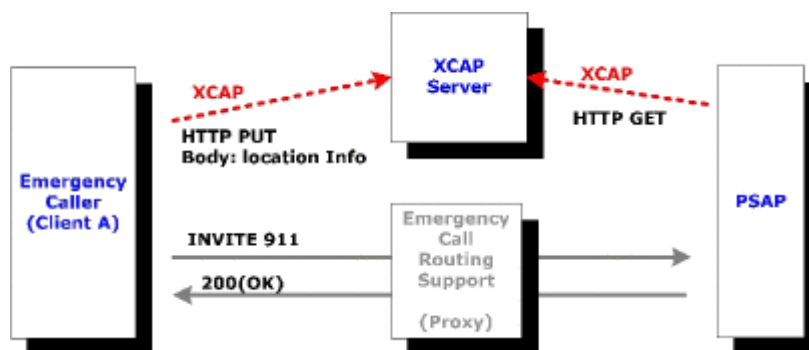 XCAP
Server
XCAP
XCAP
HTTP PUT
Body: location Info
HTTP GET
Emergency
Caller
(Client A)
PSAP
Emergency
Call
Routing
Support
(Proxy)
INVITE 911
200(OK)